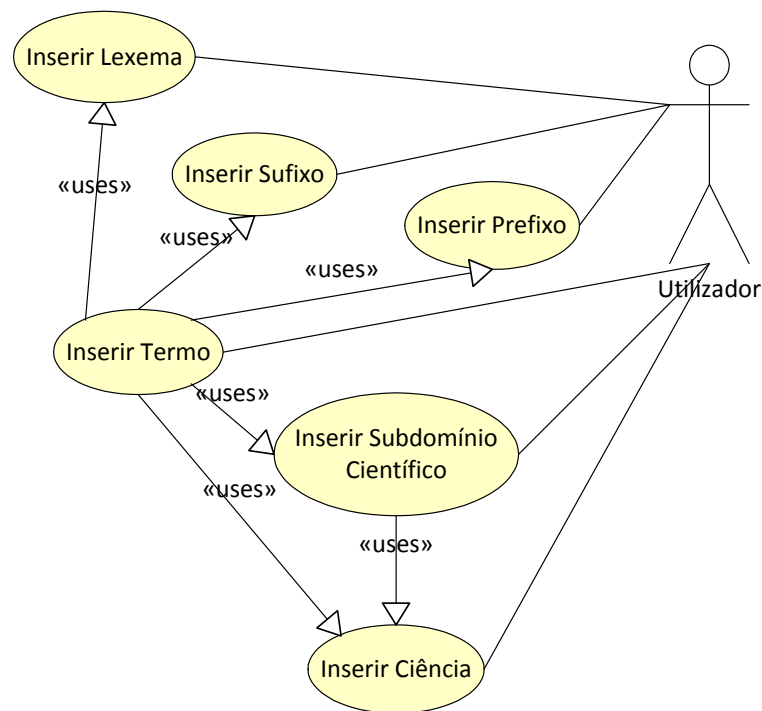 Inserir Lexema
Inserir Sufixo
«uses»
Inserir Prefixo
«uses»
«uses»
Utilizador
Inserir Termo
«uses»
Inserir Subdomínio
Científico
«uses»
«uses»
Inserir Ciência